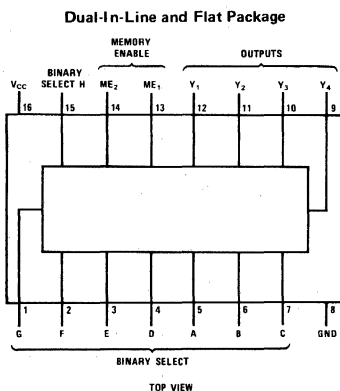 Dual-In-Line and Flat Package
MEMORY
ENABLE
OUTPUTS
BINARY
SELECT H
VCC ME2 ME1 Y1 Y2 Y3 Y4
16 15 14 13 12 11 10 9
1 2 3 4 5 6 7 8
G F E D A B C GND
BINARY SELECT
TOP VIEW